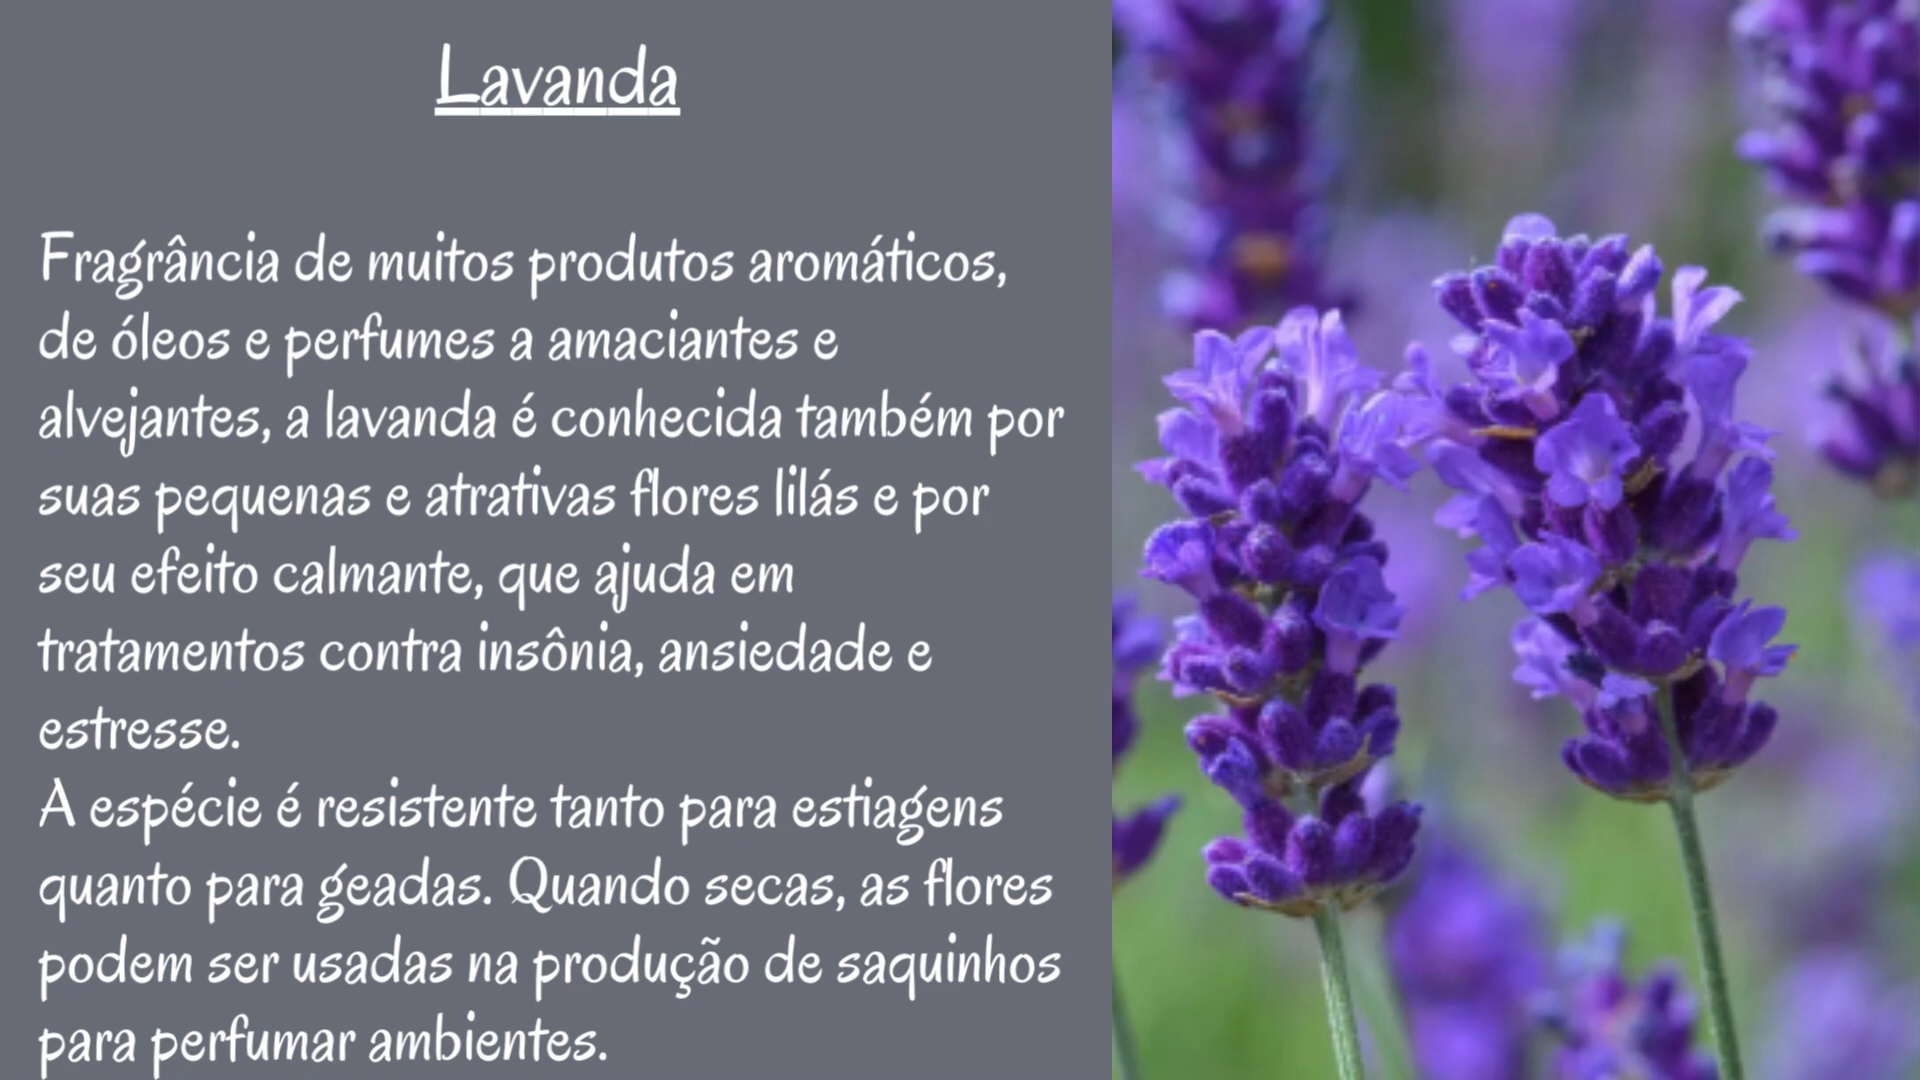 Lavanda
Fragrância de muitos produtos aromáticos,
de óleos e perfumes a amaciantes e
alvejantes, a lavanda é conhecida também por
suas pequenas e atrativas flores lilás e por
seu efeito calmante, que ajuda em
tratamentos contra insônia, ansiedade e
estresse.
A espécie é resistente tanto para estiagens
quanto para geadas. Quando secas, as flores
podem ser usadas na produção de saquinhos
para perfumar ambientes.